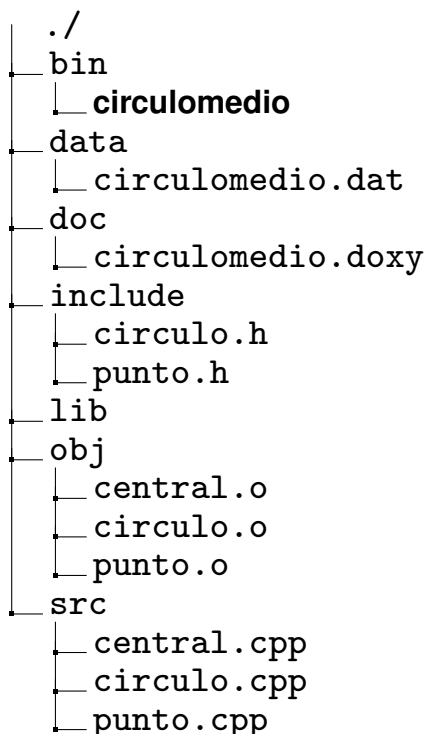 ./
bin
circulomedio
data
circulomedio.dat
doc
circulomedio.doxy
include
circulo.h
punto.h
lib
obj
central.o
circulo.o
punto.o
src
central.cpp
circulo.cpp
punto.cpp